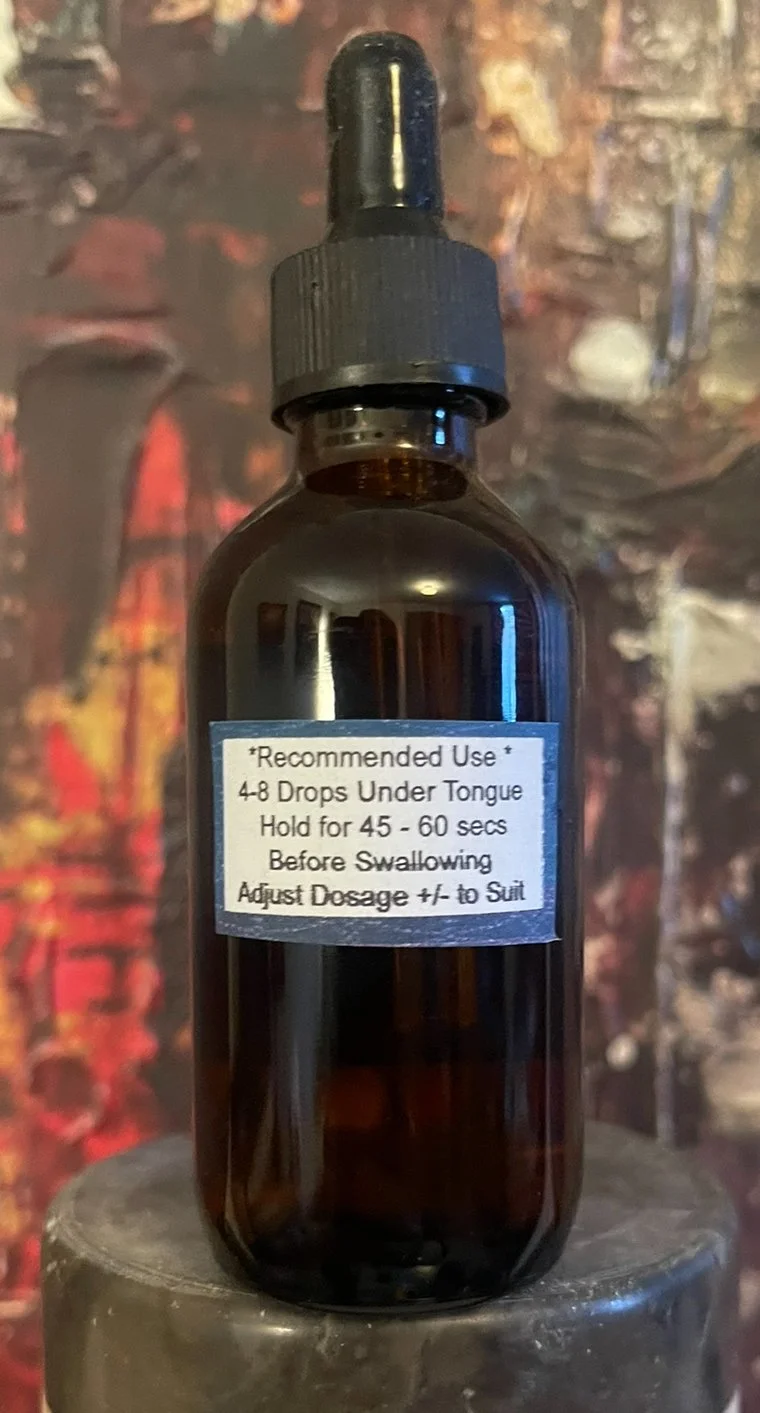 *Recommended Use *
4-8 Drops Under Tongue
Hold for 45 - 60 secs
Before Swallowing
Adjust Dosage +/- to Suit